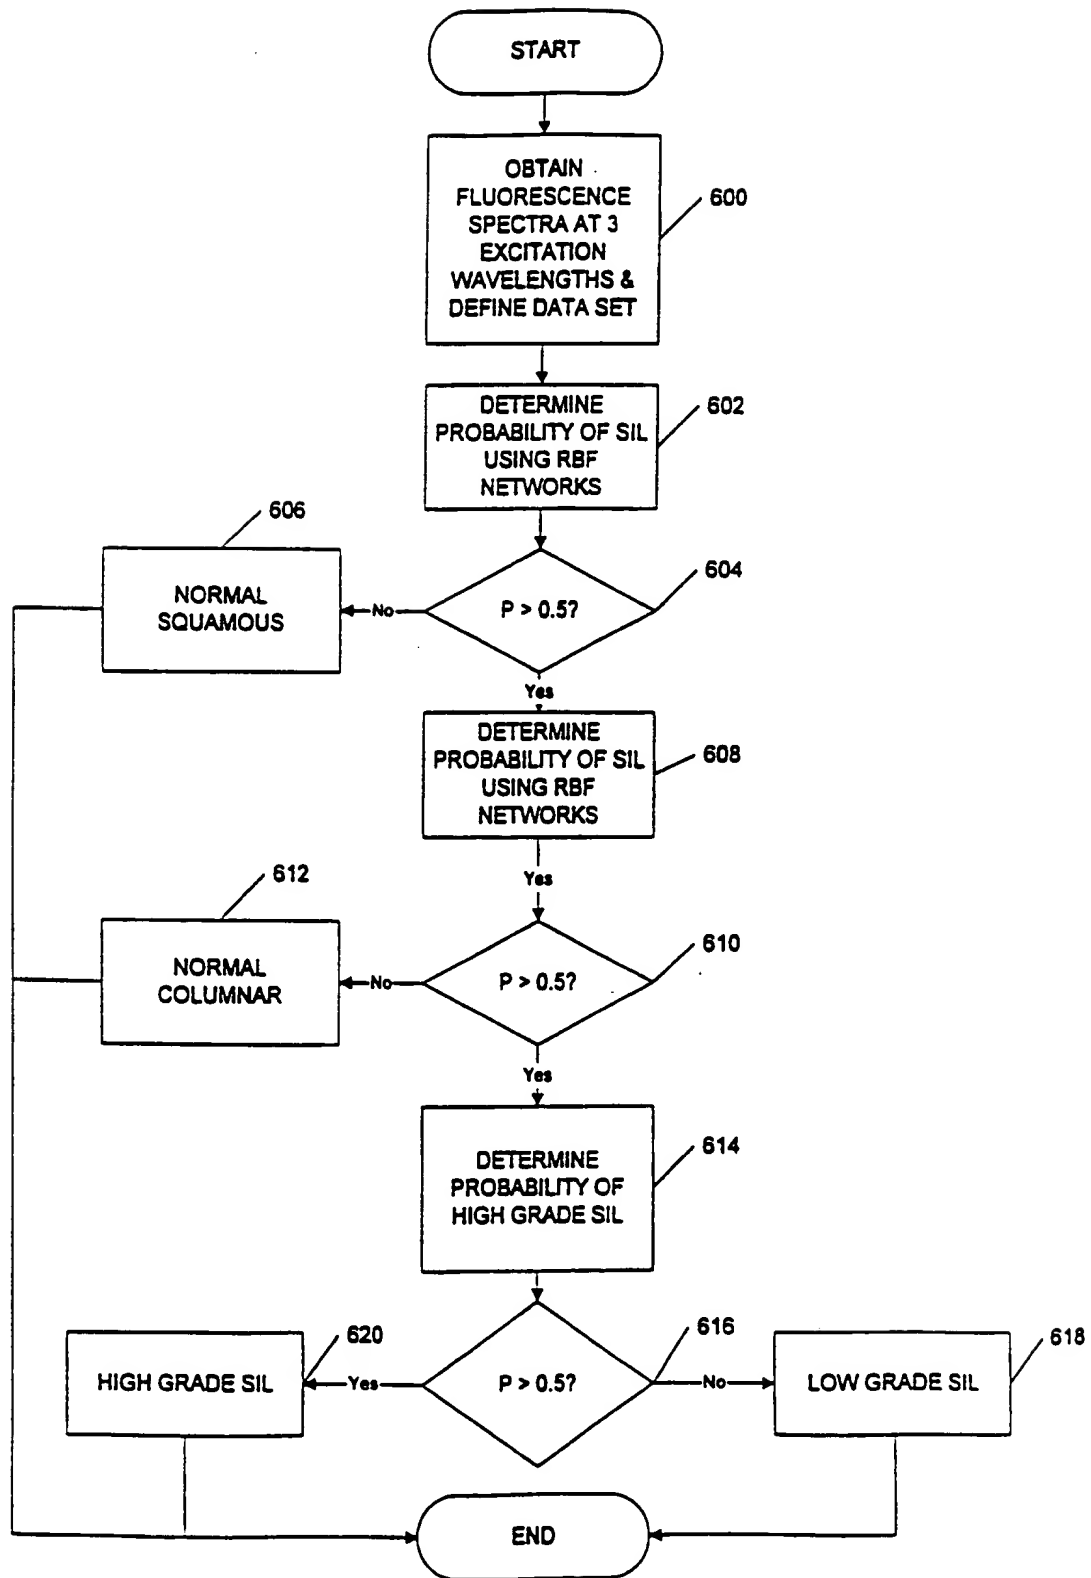 START
OBTAIN
FLUORESCENCE
SPECTRA AT 3
EXCITATION
WAVELENGTHS &
DEFINE DATA SET
600
DETERMINE
PROBABILITY OF SIL
USING RBF
NETWORKS
602
606
NORMAL
SQUAMOUS
No
P > 0.5?
604
Yes
DETERMINE
PROBABILITY OF SIL
USING RBF
NETWORKS
608
Yes
612
NORMAL
COLUMNAR
No
P > 0.5?
610
Yes
DETERMINE
PROBABILITY OF
HIGH GRADE SIL
614
620
HIGH GRADE SIL
Yes
P > 0.5?
616
No
LOW GRADE SIL
618
END